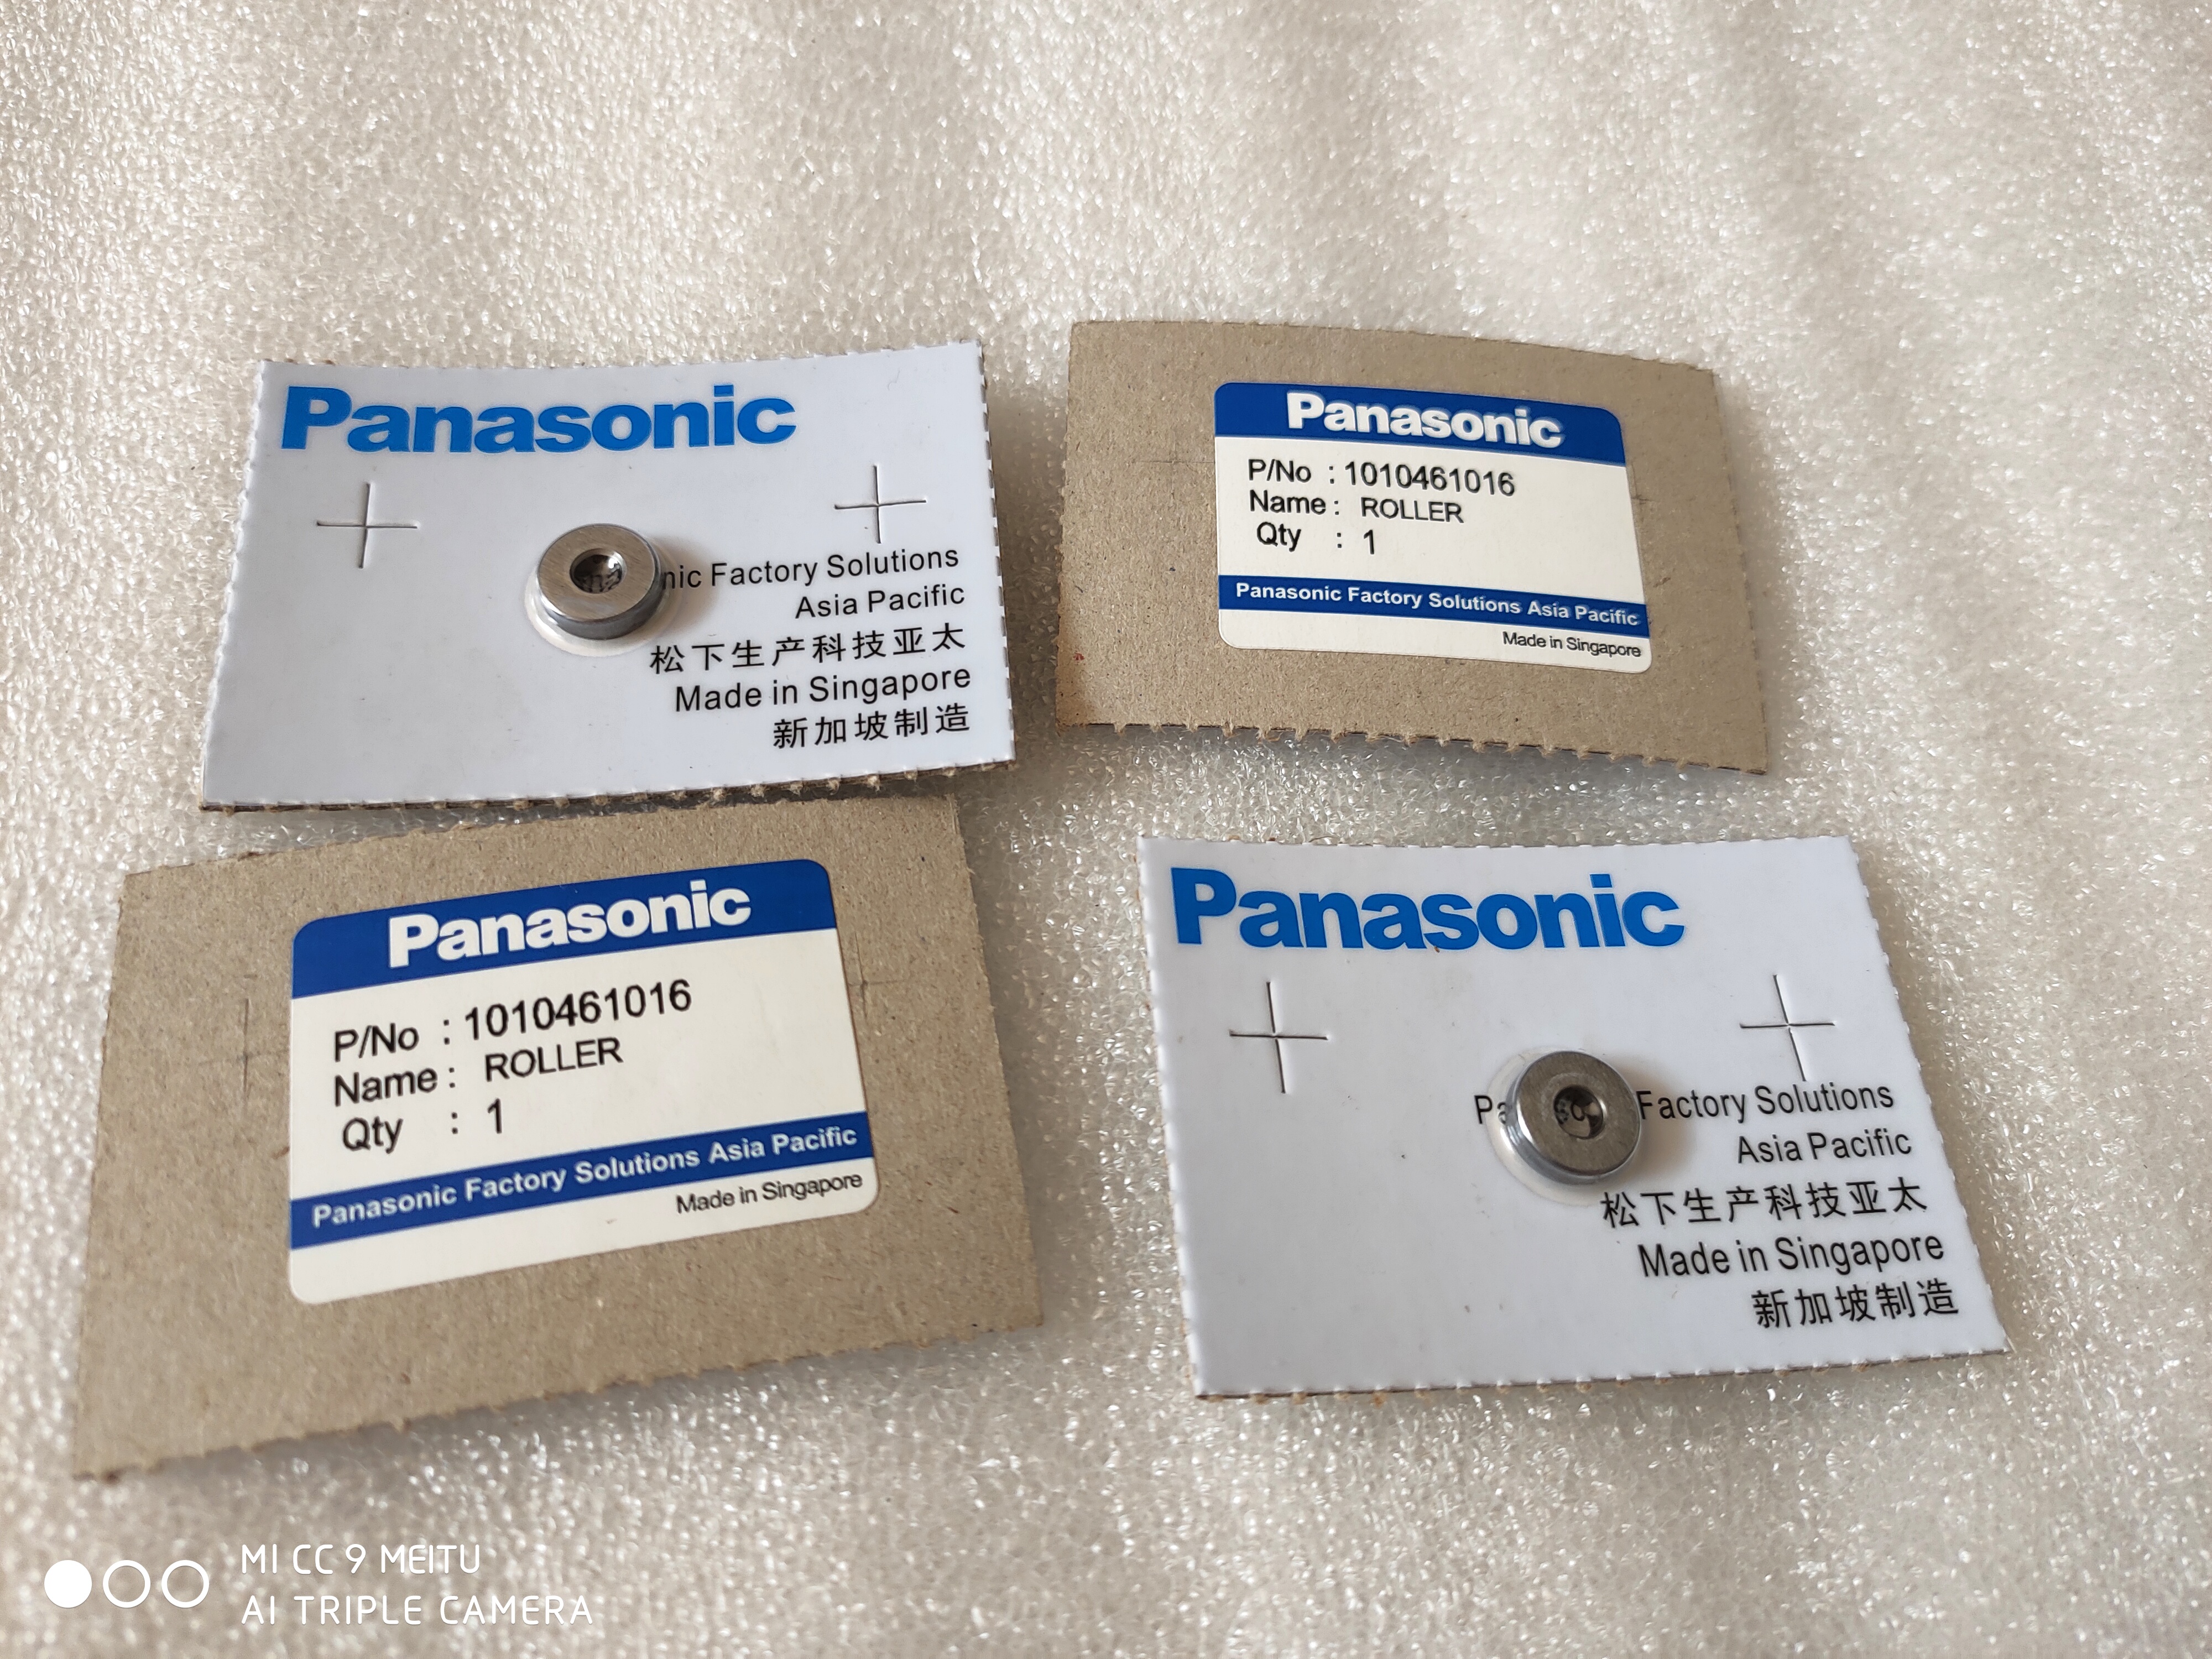 Panasonic
Factory Solutions
Asia Pacific
松下生产科技亚太
Made in Singapore
新加坡制造
Panasonic
P/No : 1010461016
Name : ROLLER
Qty : 1
Panasonic Factory Solutions Asia Pacific
Made in Singapore
Panasonic
P/No : 1010461016
Name : ROLLER
Qty : 1
Panasonic Factory Solutions Asia Pacific
Made in Singapore
Panasonic
Factory Solutions
Asia Pacific
松下生产科技亚太
Made in Singapore
新加坡制造
MI CC 9 MEITU
AI TRIPLE CAMERA